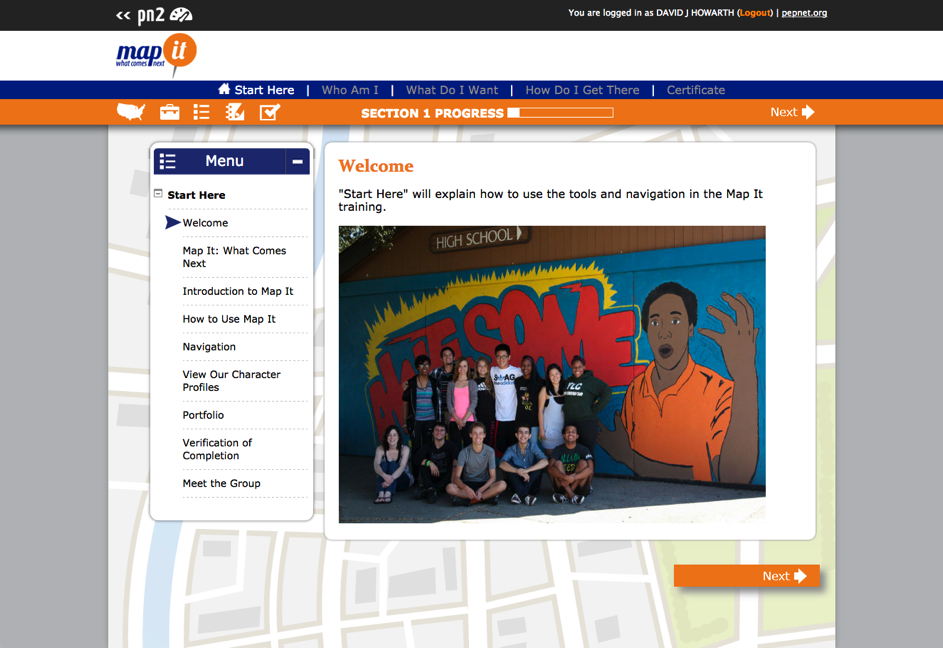 << pn2
You are logged in as DAVID J HOWARTH (Logout) | pepnet.org
map it
what comes next
Start Here | Who Am I | What Do I Want | How Do I Get There | Certificate
SECTION 1 PROGRESS
Next
Menu
Start Here
Welcome
Map It: What Comes
Next
Introduction to Map It
How to Use Map It
Navigation
View Our Character
Profiles
Portfolio
Verification of
Completion
Meet the Group
Welcome
"Start Here" will explain how to use the tools and navigation in the Map It
training.
HIGH SCHOOL
AWESOME
TLC
Next